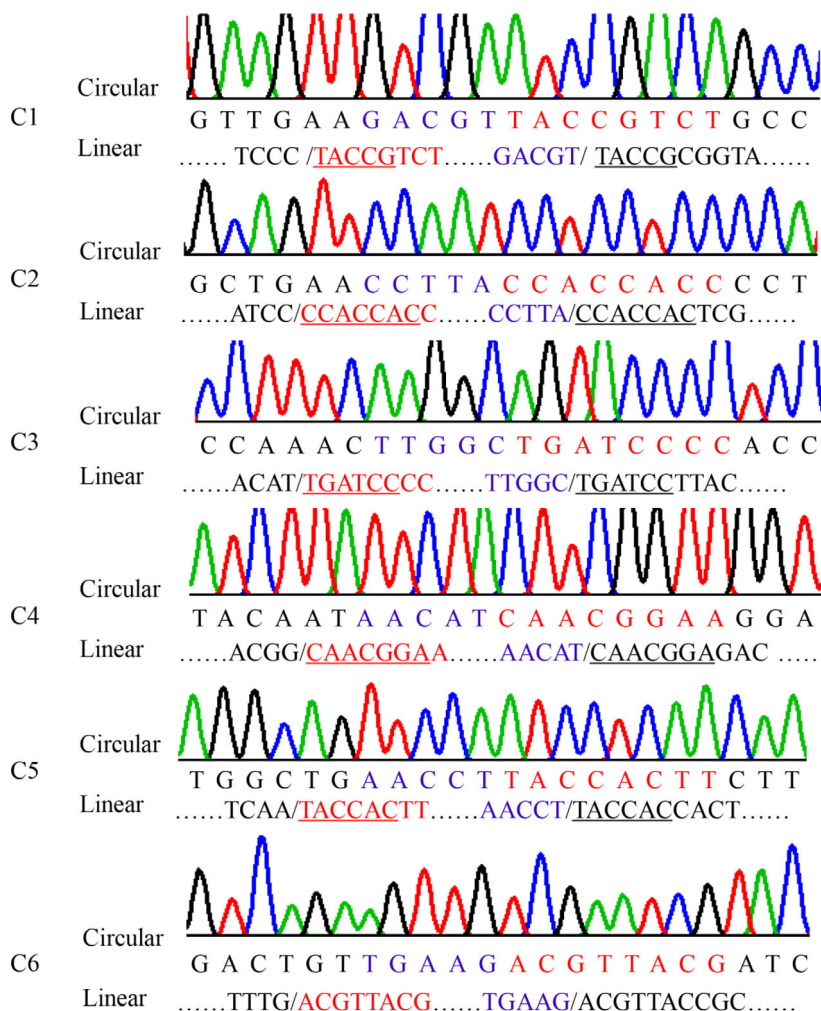 Circular
C1
G T T G A A G A C G T T A C C G T C T G C C
Linear
......TCCC /TACCGTCT......GACGT/ TACCGCGGTA......
Circular
C2
G C T G A A C C T T A C C A C C A C C C C T
Linear
......ATCC/CCACCACC......CCTTA/CCACCACTCG......
Circular
C3
C C A A A C T T G G C T G A T C C C C A C C
Linear
......ACAT/TGATCCCC......TTGGC/TGATCCTTAC......
Circular
C4
T A C A A T A A C A T C A A C G G A A G G A
Linear
......ACGG/CAACGGAA......AACAT/CAACGGAGAC ......
Circular
C5
T G G C T G A A C C T T A C C A C T T C T T
Linear
......TCAA/TACCACTT......AACCT/TACCACCACT......
Circular
C6
G A C T G T T G A A G A C G T T A C G A T C
Linear
......TTTG/ACGTTACG......TGAAG/ACGTTACCGC......